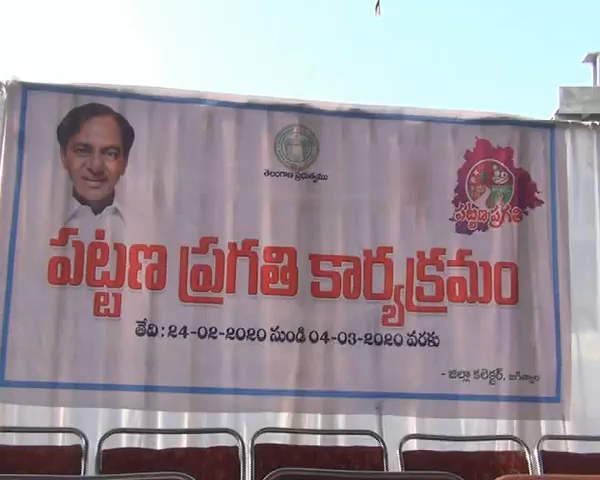 తెలంగాణ ప్రభుత్వము
పట్టణ ప్రగతి
పట్టణ ప్రగతి కార్యక్రమం
తేది : 24-02-2020 నుండి 04-03-2020 వరకు
- జిల్లా కలెక్టర్, జగిత్యాల